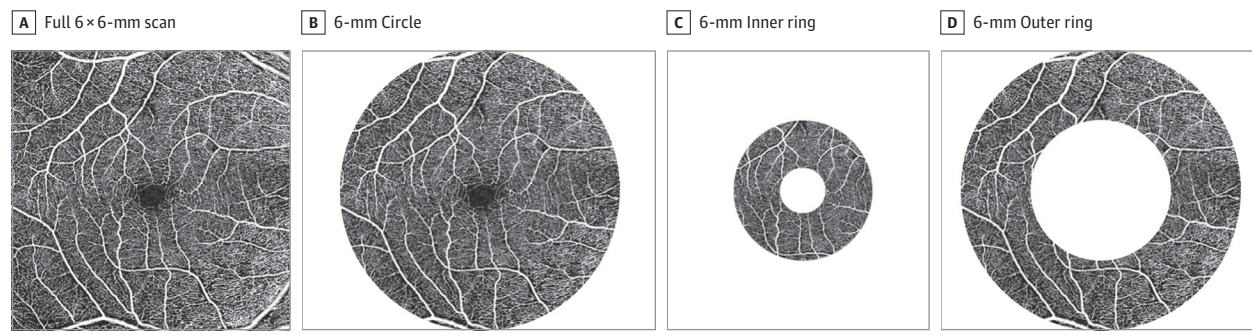 A Full 6×6-mm scan
B 6-mm Circle
C 6-mm Inner ring
D 6-mm Outer ring